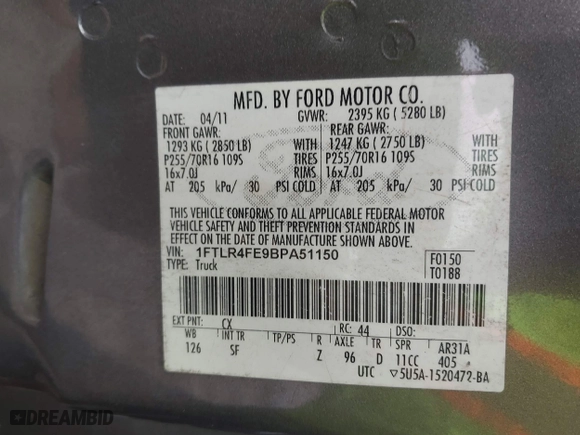 MFD. BY FORD MOTOR CO.
DATE: 04/11 GVWR: 2395 KG ( 5280 LB)
FRONT GAWR: REAR GAWR:
1293 KG ( 2850 LB) WITH 1247 KG ( 2750 LB) WITH
P255/70R16 109S TIRES P255/70R16 109S TIRES
16x7.0J RIMS 16x7.0J RIMS
AT 205 kPa/ 30 PSI COLD AT 205 kPa/ 30 PSI COLD
THIS VEHICLE CONFORMS TO ALL APPLICABLE FEDERAL MOTOR
VEHICLE SAFETY AND THEFT PREVENTION STANDARDS IN
EFFECT ON THE DATE OF MANUFACTURE SHOWN ABOVE.
VIN: 1FTLR4FE9BPA51150 F0150
TYPE: Truck T0188
EXT PNT: CX RC: 44 DSO:
WB INT TR TP/PS R AXLE TR SPR AR31A
126 SF Z 96 D 11CC 405
UTC ▽5U5A-1520472-BA
DREAMBID